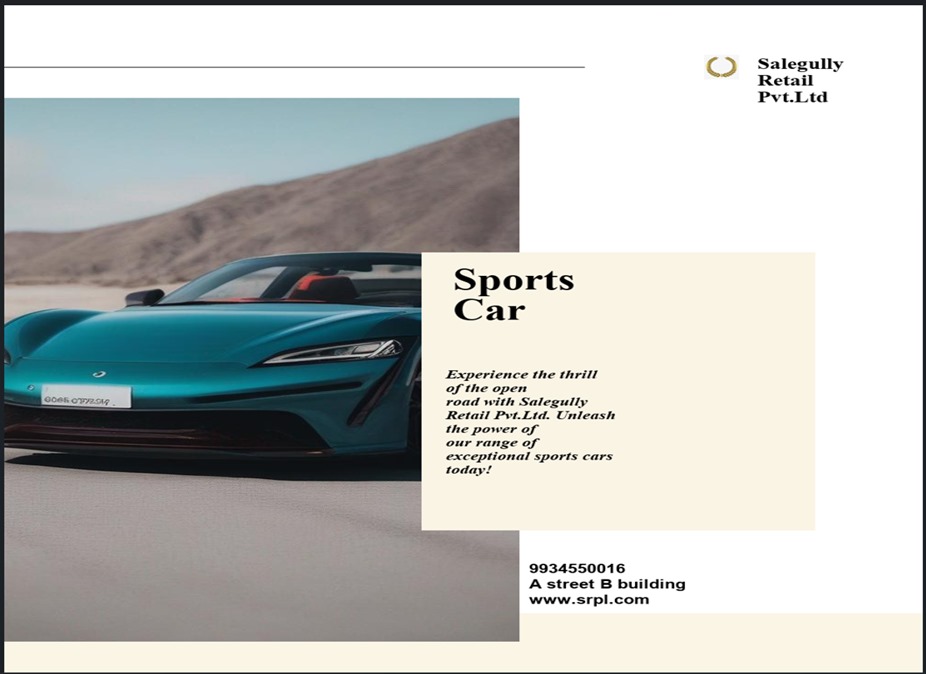 Salegully
Retail
Pvt.Ltd
Sports
Car
Experience the thrill
of the open
road with Salegully
Retail Pvt.Ltd. Unleash
the power of
our range of
exceptional sports cars
today!
9934550016
A street B building
www.srpl.com